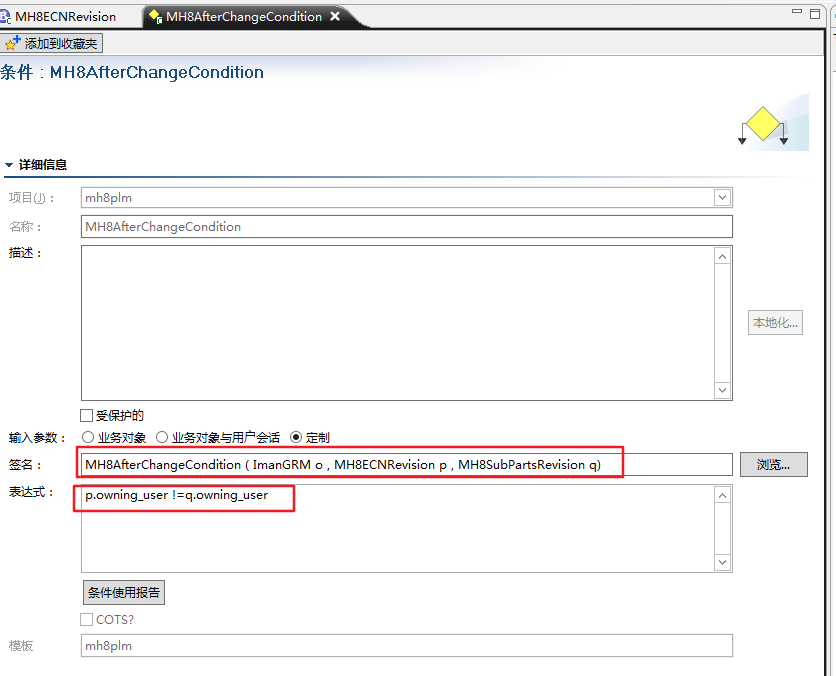 MH8ECNRevision
MH8AfterChangeCondition
添加到收藏夹
条件 : MH8AfterChangeCondition
详细信息
项目(J) :
mh8plm
名称 :
MH8AfterChangeCondition
描述 :
本地化...
受保护的
输入参数 : 业务对象 业务对象与用户会话 定制
签名 :
MH8AfterChangeCondition ( ImanGRM o , MH8ECNRevision p , MH8SubPartsRevision q)
浏览...
表达式 :
p.owning_user !=q.owning_user
条件使用报告
COTS?
模板
mh8plm